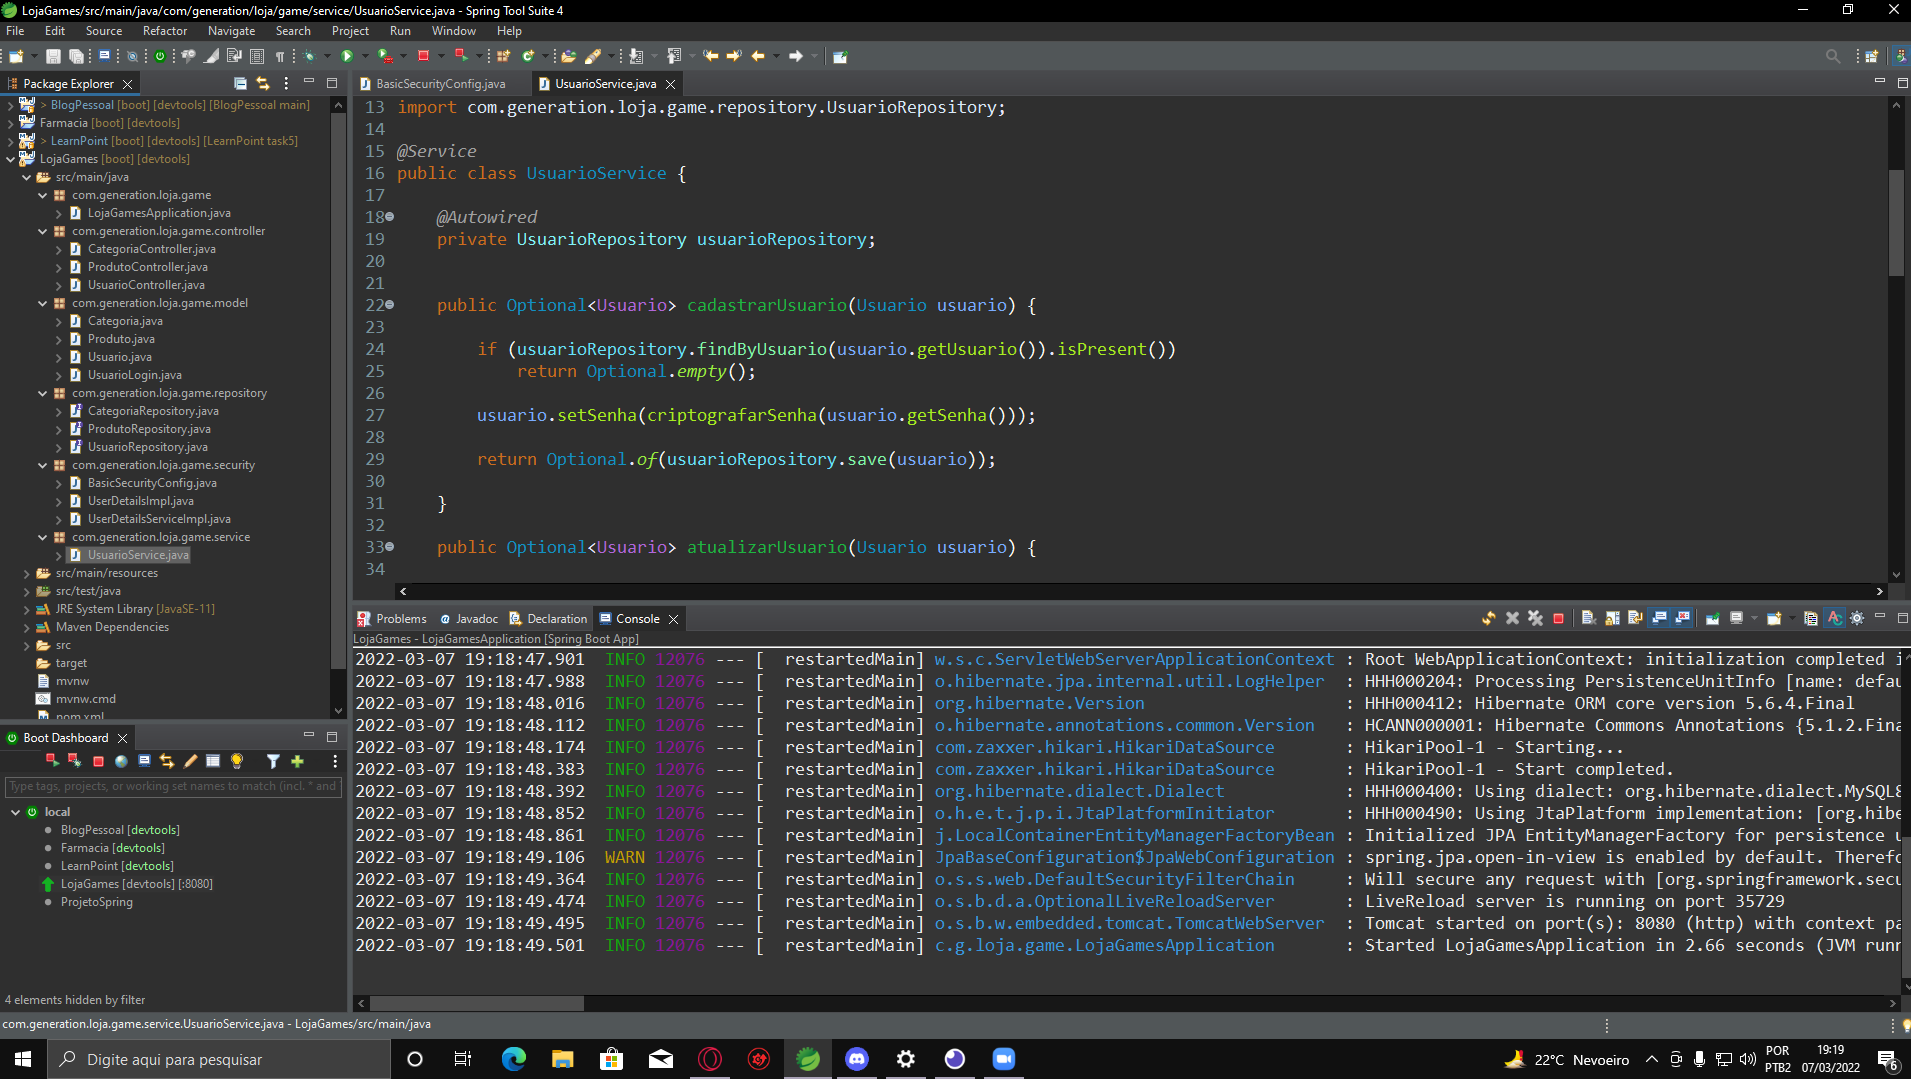 LojaGames/src/main/java/com/generation/loja/game/service/UsuarioService.java - Spring Tool Suite 4
File Edit Source Refactor Navigate Search Project Run Window Help
Package Explorer
> BlogPessoal [boot] [devtools] [BlogPessoal main]
Farmacia [boot] [devtools]
> LearnPoint [boot] [devtools] [LearnPoint task5]
LojaGames [boot] [devtools]
src/main/java
com.generation.loja.game
LojaGamesApplication.java
com.generation.loja.game.controller
CategoriaController.java
ProdutoController.java
UsuarioController.java
com.generation.loja.game.model
Categoria.java
Produto.java
Usuario.java
UsuarioLogin.java
com.generation.loja.game.repository
CategoriaRepository.java
ProdutoRepository.java
UsuarioRepository.java
com.generation.loja.game.security
BasicSecurityConfig.java
UserDetailsImpl.java
UserDetailsServiceImpl.java
com.generation.loja.game.service
UsuarioService.java
src/main/resources
src/test/java
JRE System Library [JavaSE-11]
Maven Dependencies
src
target
mvnw
mvnw.cmd
pom.xml
BasicSecurityConfig.java
UsuarioService.java
13 import com.generation.loja.game.repository.UsuarioRepository;
14
15 @Service
16 public class UsuarioService {
17
18 @Autowired
19 private UsuarioRepository usuarioRepository;
20
21
22 public Optional<Usuario> cadastrarUsuario(Usuario usuario) {
23
24 if (usuarioRepository.findByUsuario(usuario.getUsuario()).isPresent())
25 return Optional.empty();
26
27 usuario.setSenha(criptografarSenha(usuario.getSenha()));
28
29 return Optional.of(usuarioRepository.save(usuario));
30
31 }
32
33 public Optional<Usuario> atualizarUsuario(Usuario usuario) {
34
Problems Javadoc Declaration Console
LojaGames - LojaGamesApplication [Spring Boot App]
2022-03-07 19:18:47.901 INFO 12076 --- [ restartedMain] w.s.c.ServletWebServerApplicationContext : Root WebApplicationContext: initialization completed i
2022-03-07 19:18:47.988 INFO 12076 --- [ restartedMain] o.hibernate.jpa.internal.util.LogHelper : HHH000204: Processing PersistenceUnitInfo [name: defau
2022-03-07 19:18:48.016 INFO 12076 --- [ restartedMain] org.hibernate.Version : HHH000412: Hibernate ORM core version 5.6.4.Final
2022-03-07 19:18:48.112 INFO 12076 --- [ restartedMain] o.hibernate.annotations.common.Version : HCANN000001: Hibernate Commons Annotations {5.1.2.Fina
2022-03-07 19:18:48.174 INFO 12076 --- [ restartedMain] com.zaxxer.hikari.HikariDataSource : HikariPool-1 - Starting...
2022-03-07 19:18:48.383 INFO 12076 --- [ restartedMain] com.zaxxer.hikari.HikariDataSource : HikariPool-1 - Start completed.
2022-03-07 19:18:48.392 INFO 12076 --- [ restartedMain] org.hibernate.dialect.Dialect : HHH000400: Using dialect: org.hibernate.dialect.MySQL8
2022-03-07 19:18:48.852 INFO 12076 --- [ restartedMain] o.h.e.t.j.p.i.JtaPlatformInitiator : HHH000490: Using JtaPlatform implementation: [org.hibe
2022-03-07 19:18:48.861 INFO 12076 --- [ restartedMain] j.LocalContainerEntityManagerFactoryBean : Initialized JPA EntityManagerFactory for persistence u
2022-03-07 19:18:49.106 WARN 12076 --- [ restartedMain] JpaBaseConfiguration$JpaWebConfiguration : spring.jpa.open-in-view is enabled by default. Therefo
2022-03-07 19:18:49.364 INFO 12076 --- [ restartedMain] o.s.s.web.DefaultSecurityFilterChain : Will secure any request with [org.springframework.secu
2022-03-07 19:18:49.474 INFO 12076 --- [ restartedMain] o.s.b.d.a.OptionalLiveReloadServer : LiveReload server is running on port 35729
2022-03-07 19:18:49.495 INFO 12076 --- [ restartedMain] o.s.b.w.embedded.tomcat.TomcatWebServer : Tomcat started on port(s): 8080 (http) with context pa
2022-03-07 19:18:49.501 INFO 12076 --- [ restartedMain] c.g.loja.game.LojaGamesApplication : Started LojaGamesApplication in 2.66 seconds (JVM runn
Boot Dashboard
Type tags, projects, or working set names to match (incl. * and
local
BlogPessoal [devtools]
Farmacia [devtools]
LearnPoint [devtools]
LojaGames [devtools] [:8080]
ProjetoSpring
4 elements hidden by filter
com.generation.loja.game.service.UsuarioService.java - LojaGames/src/main/java
Digite aqui para pesquisar
22°C Nevoeiro
POR
PTB2
19:19
07/03/2022
6